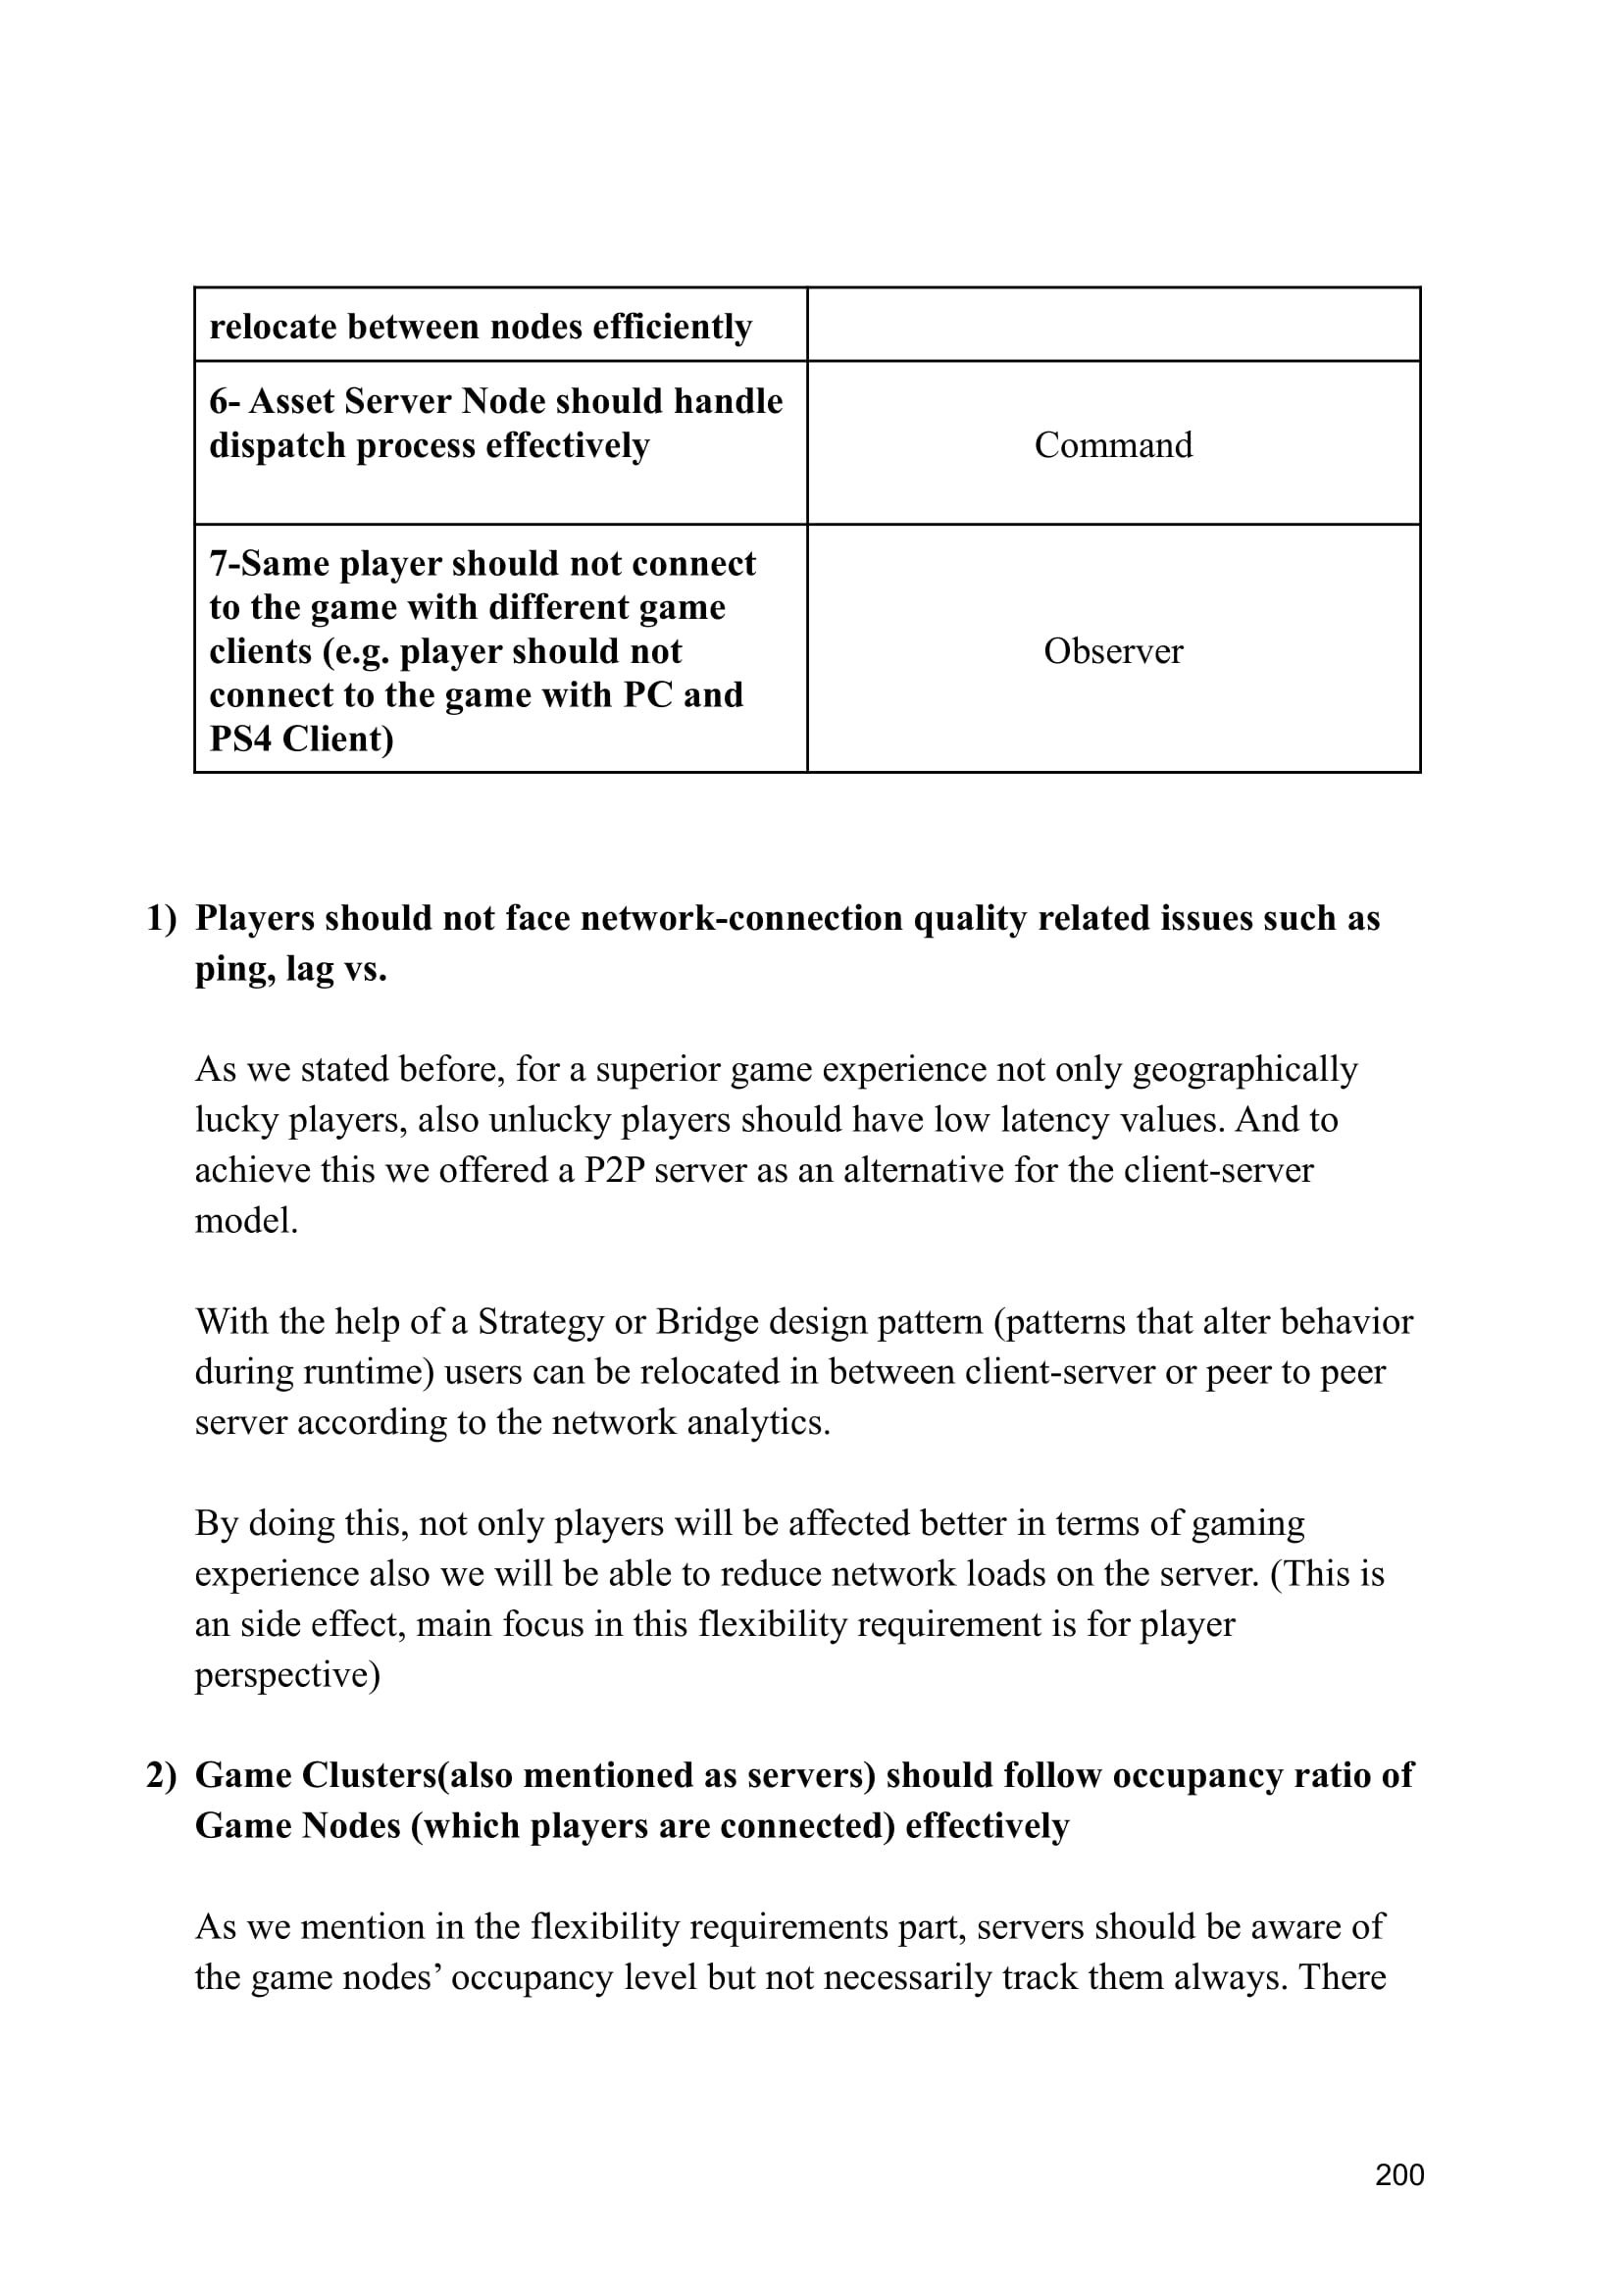 relocate between nodes efficiently
6- Asset Server Node should handle
dispatch process effectively
Command
7-Same player should not connect
to the game with different game
clients (e.g. player should not
connect to the game with PC and
PS4 Client)
Observer
1) Players should not face network-connection quality related issues such as
ping, lag vs.
As we stated before, for a superior game experience not only geographically
lucky players, also unlucky players should have low latency values. And to
achieve this we offered a P2P server as an alternative for the client-server
model.
With the help of a Strategy or Bridge design pattern (patterns that alter behavior
during runtime) users can be relocated in between client-server or peer to peer
server according to the network analytics.
By doing this, not only players will be affected better in terms of gaming
experience also we will be able to reduce network loads on the server. (This is
an side effect, main focus in this flexibility requirement is for player
perspective)
2) Game Clusters(also mentioned as servers) should follow occupancy ratio of
Game Nodes (which players are connected) effectively
As we mention in the flexibility requirements part, servers should be aware of
the game nodes’ occupancy level but not necessarily track them always. There
200